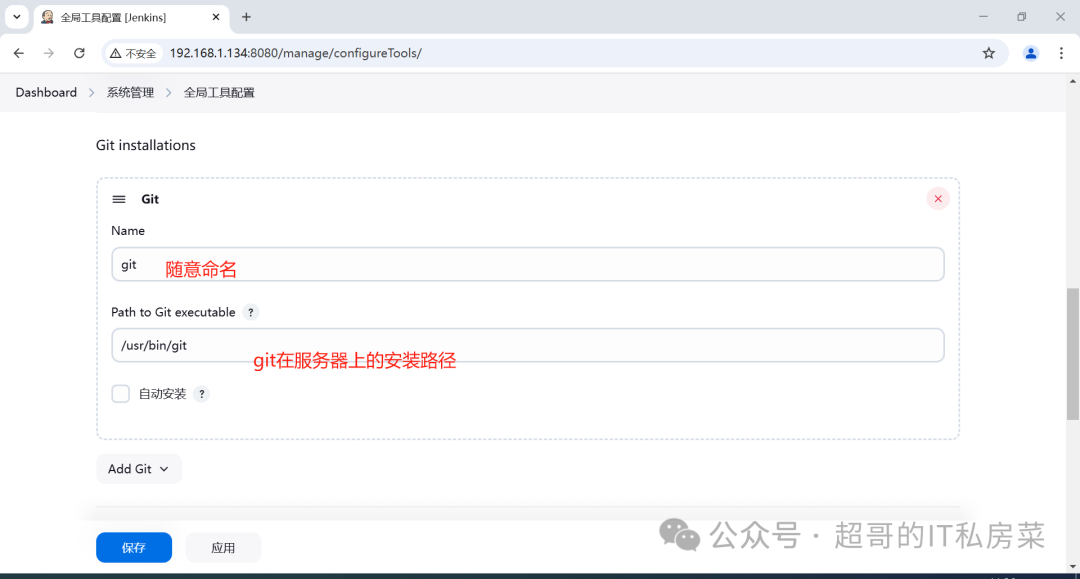 全局工具配置 [Jenkins]
不安全 192.168.1.134:8080/manage/configureTools/
Dashboard 系统管理 全局工具配置
Git installations
Git
Name
git 随意命名
Path to Git executable ?
/usr/bin/git
git在服务器上的安装路径
自动安装 ?
Add Git
保存 应用
公众号 · 超哥的IT私房菜